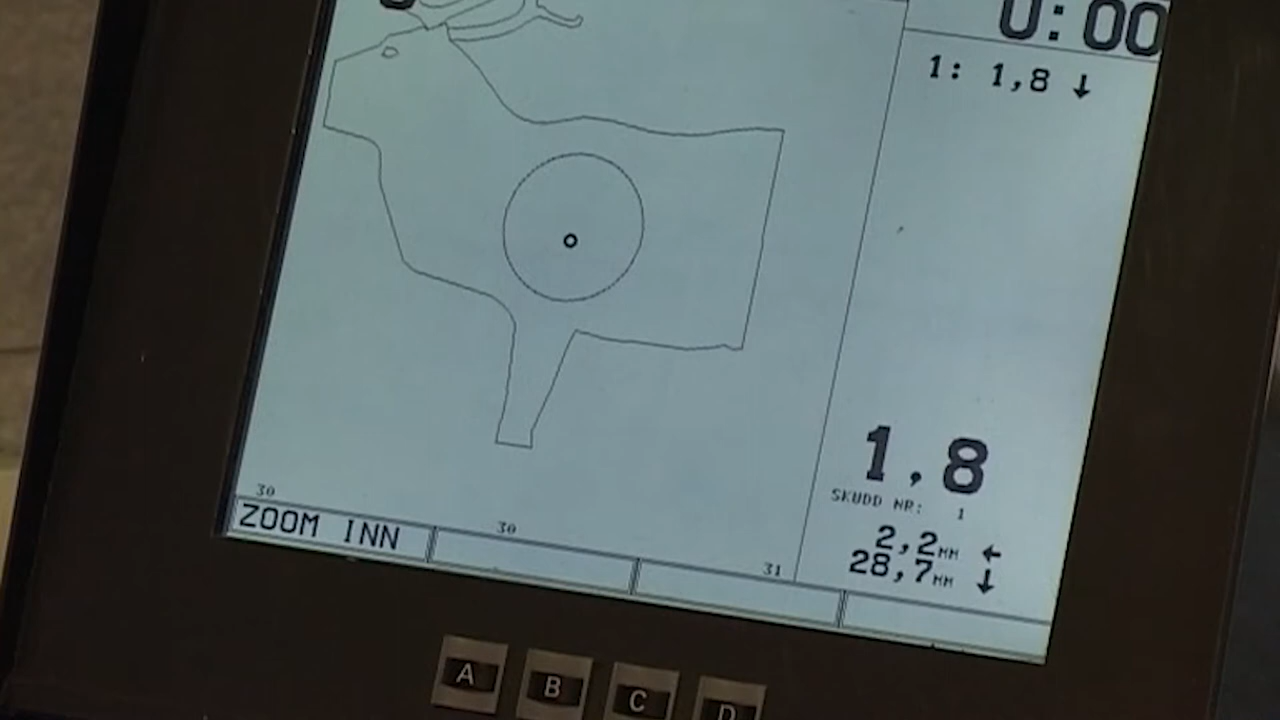 0:00
1: 1,8 ↓
1,8
SKUDD NR: 1
2,2MM ←
28,7MM ↓
30
30
31
ZOOM INN
A
B
C
D